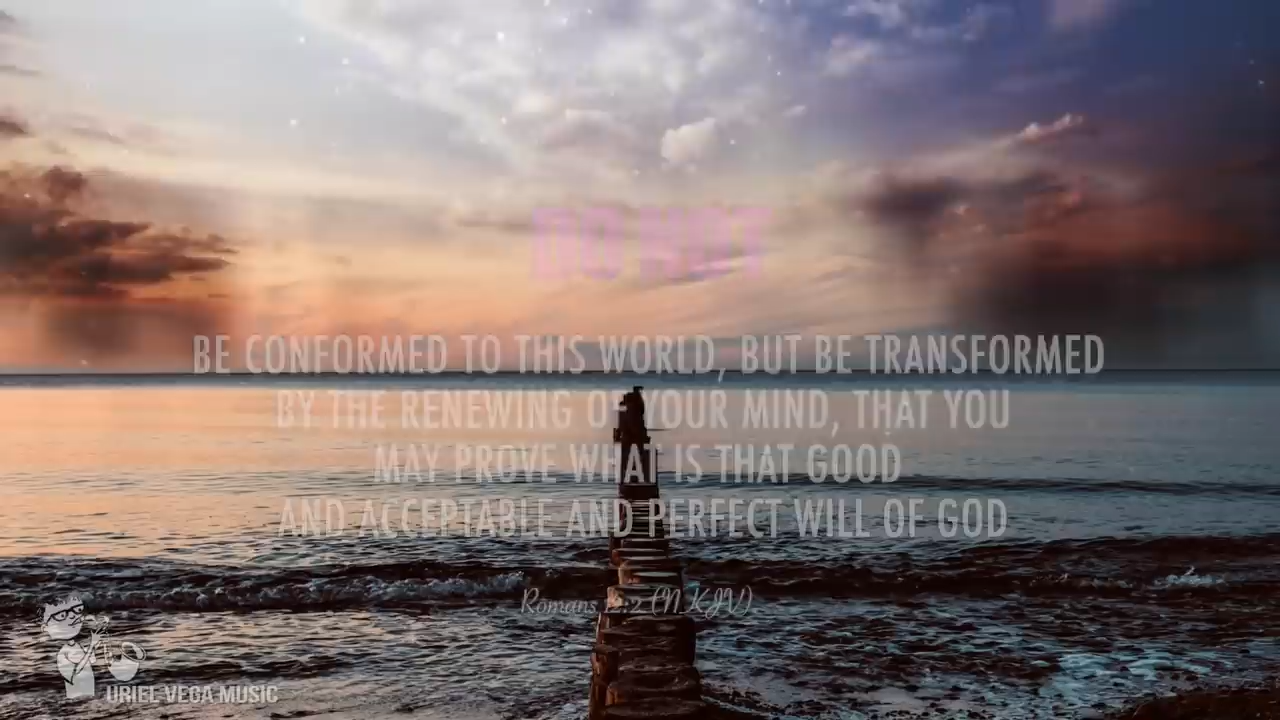 DO NOT
BE CONFORMED TO THIS WORLD, BUT BE TRANSFORMED
BY THE RENEWING OF YOUR MIND, THAT YOU
MAY PROVE WHAT IS THAT GOOD
AND ACCEPTABLE AND PERFECT WILL OF GOD
Romans 12:2 (NKJV)
URIEL VEGA MUSIC